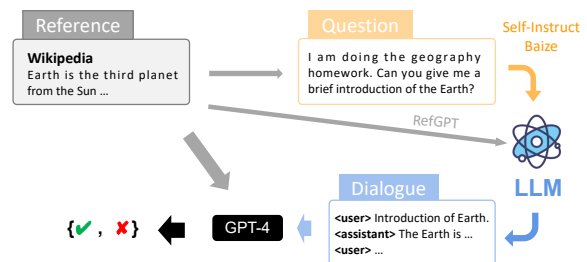 Reference
Wikipedia
Earth is the third planet
from the Sun ...
Question
I am doing the geography
homework. Can you give me a
brief introduction of the Earth?
Self-Instruct
Baize
RefGPT
LLM
Dialogue
<user> Introduction of Earth.
<assistant> The Earth is ...
<user> ...
GPT-4
{✔, ✘}